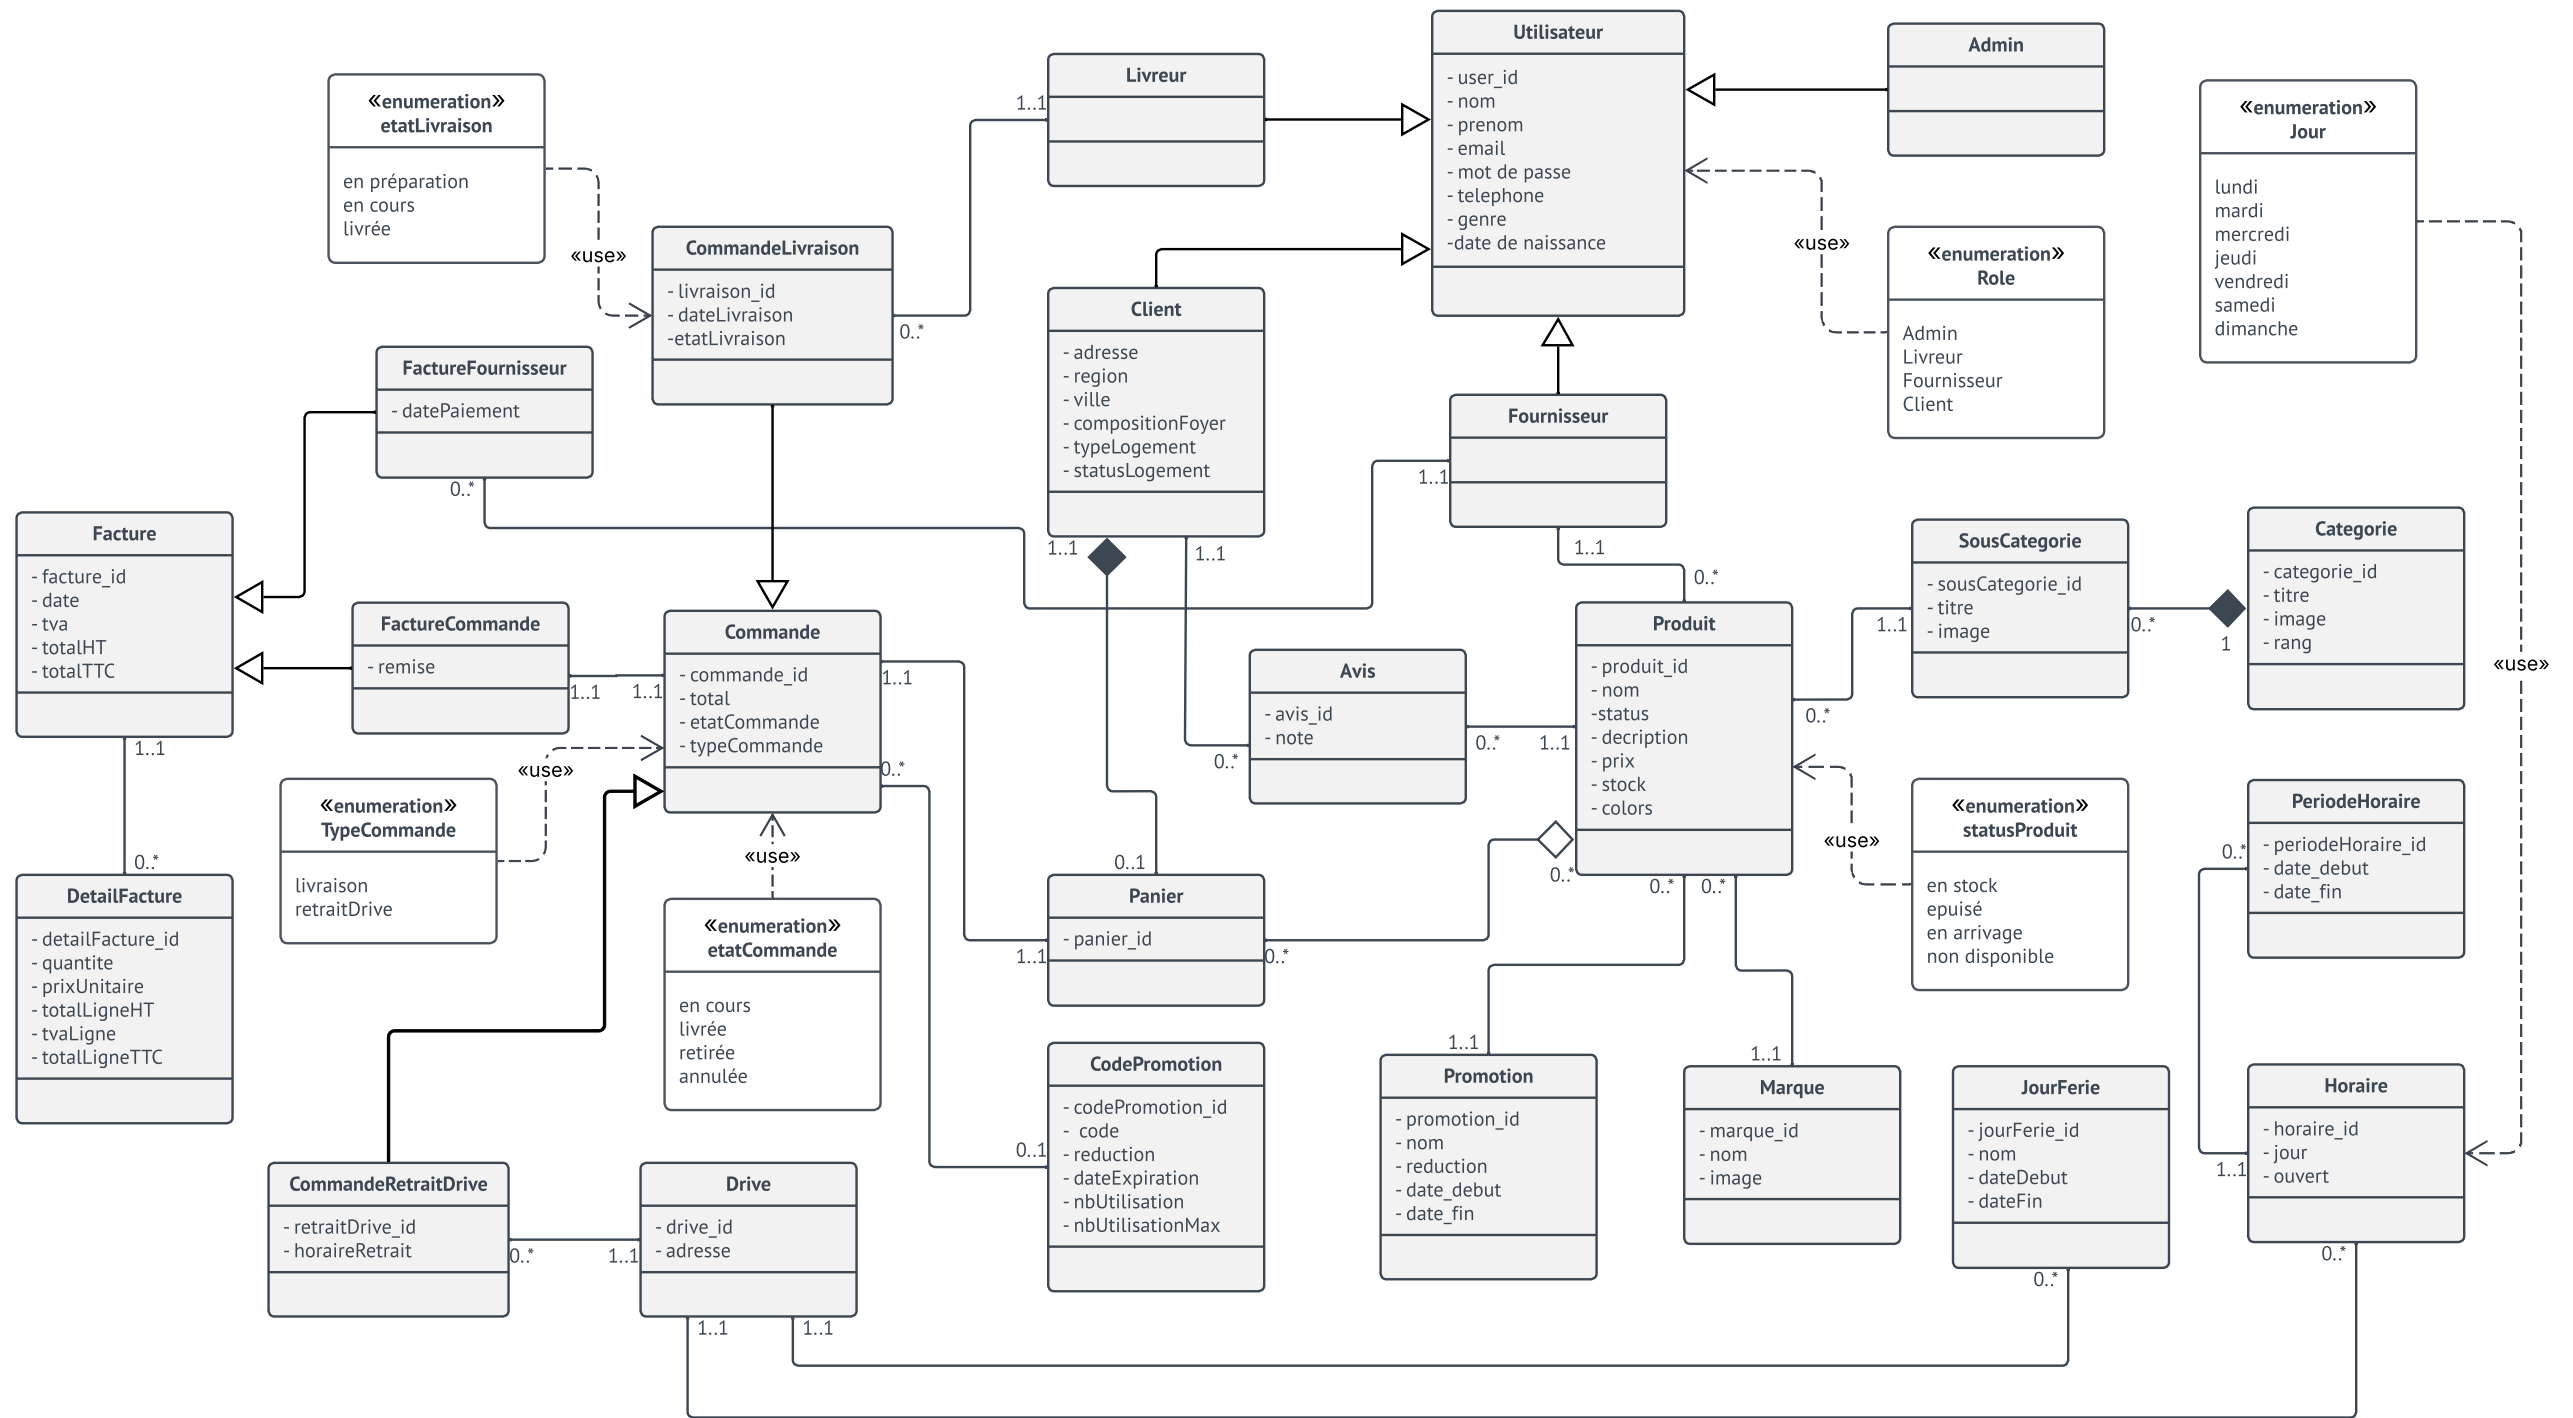 Utilisateur
- user_id
- nom
- prenom
- email
- mot de passe
- telephone
- genre
-date de naissance
Admin
Livreur
1..1
«enumeration»
etatLivraison
en préparation
en cours
livrée
«use»
CommandeLivraison
- livraison_id
- dateLivraison
-etatLivraison
0..*
«enumeration»
Jour
lundi
mardi
mercredi
jeudi
vendredi
samedi
dimanche
«use»
«enumeration»
Role
Admin
Livreur
Fournisseur
Client
«use»
Client
- adresse
- region
- ville
- compositionFoyer
- typeLogement
- statusLogement
1..1
1..1
FactureFournisseur
- datePaiement
0..*
Fournisseur
1..1
1..1
0..*
Facture
- facture_id
- date
- tva
- totalHT
- totalTTC
1..1
0..*
FactureCommande
- remise
1..1
1..1
Commande
- commande_id
- total
- etatCommande
- typeCommande
1..1
0..*
Avis
- avis_id
- note
0..*
0..*
1..1
Produit
- produit_id
- nom
-status
- decription
- prix
- stock
- colors
0..*
0..*
0..*
0..*
SousCategorie
- sousCategorie_id
- titre
- image
1..1
0..*
Categorie
- categorie_id
- titre
- image
- rang
1
«enumeration»
TypeCommande
livraison
retraitDrive
«use»
«use»
«enumeration»
etatCommande
en cours
livrée
retirée
annulée
DetailFacture
- detailFacture_id
- quantite
- prixUnitaire
- totalLigneHT
- tvaLigne
- totalLigneTTC
0..1
Panier
- panier_id
1..1
0..*
«enumeration»
statusProduit
en stock
epuisé
en arrivage
non disponible
«use»
PeriodeHoraire
- periodeHoraire_id
- date_debut
- date_fin
0..*
CodePromotion
- codePromotion_id
- code
- reduction
- dateExpiration
- nbUtilisation
- nbUtilisationMax
0..1
1..1
Promotion
- promotion_id
- nom
- reduction
- date_debut
- date_fin
1..1
Marque
- marque_id
- nom
- image
JourFerie
- jourFerie_id
- nom
- dateDebut
- dateFin
0..*
Horaire
- horaire_id
- jour
- ouvert
1..1
0..*
CommandeRetraitDrive
- retraitDrive_id
- horaireRetrait
0..*
1..1
Drive
- drive_id
- adresse
1..1
1..1